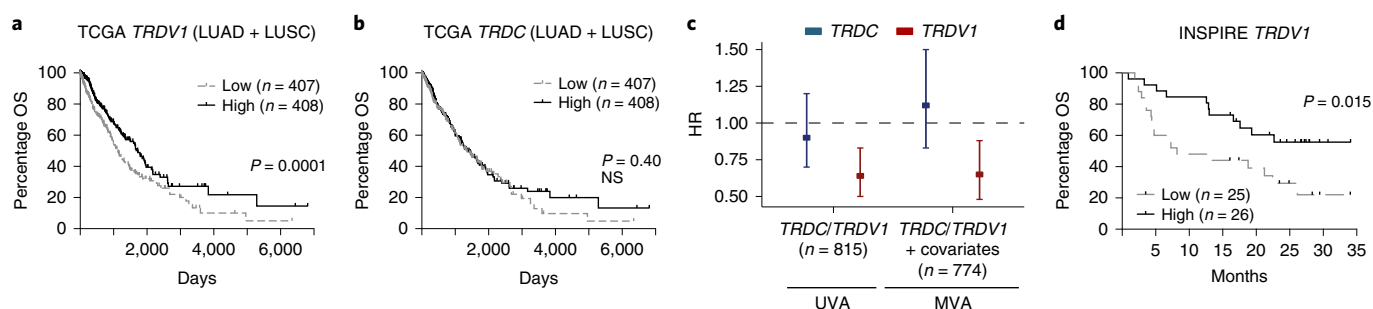 a
TCGA TRDV1 (LUAD + LUSC)
Percentage OS
100
80
60
40
20
0
Low (n = 407)
High (n = 408)
P = 0.0001
2,000
4,000
6,000
Days
b
TCGA TRDC (LUAD + LUSC)
Percentage OS
100
80
60
40
20
0
Low (n = 407)
High (n = 408)
P = 0.40
NS
2,000
4,000
6,000
Days
c
TRDC
TRDV1
HR
1.50
1.25
1.00
0.75
0.50
TRDC/TRDV1
(n = 815)
UVA
TRDC/TRDV1
+ covariates
(n = 774)
MVA
d
INSPIRE TRDV1
Percentage OS
100
80
60
40
20
0
P = 0.015
Low (n = 25)
High (n = 26)
5
10
15
20
25
30
35
Months